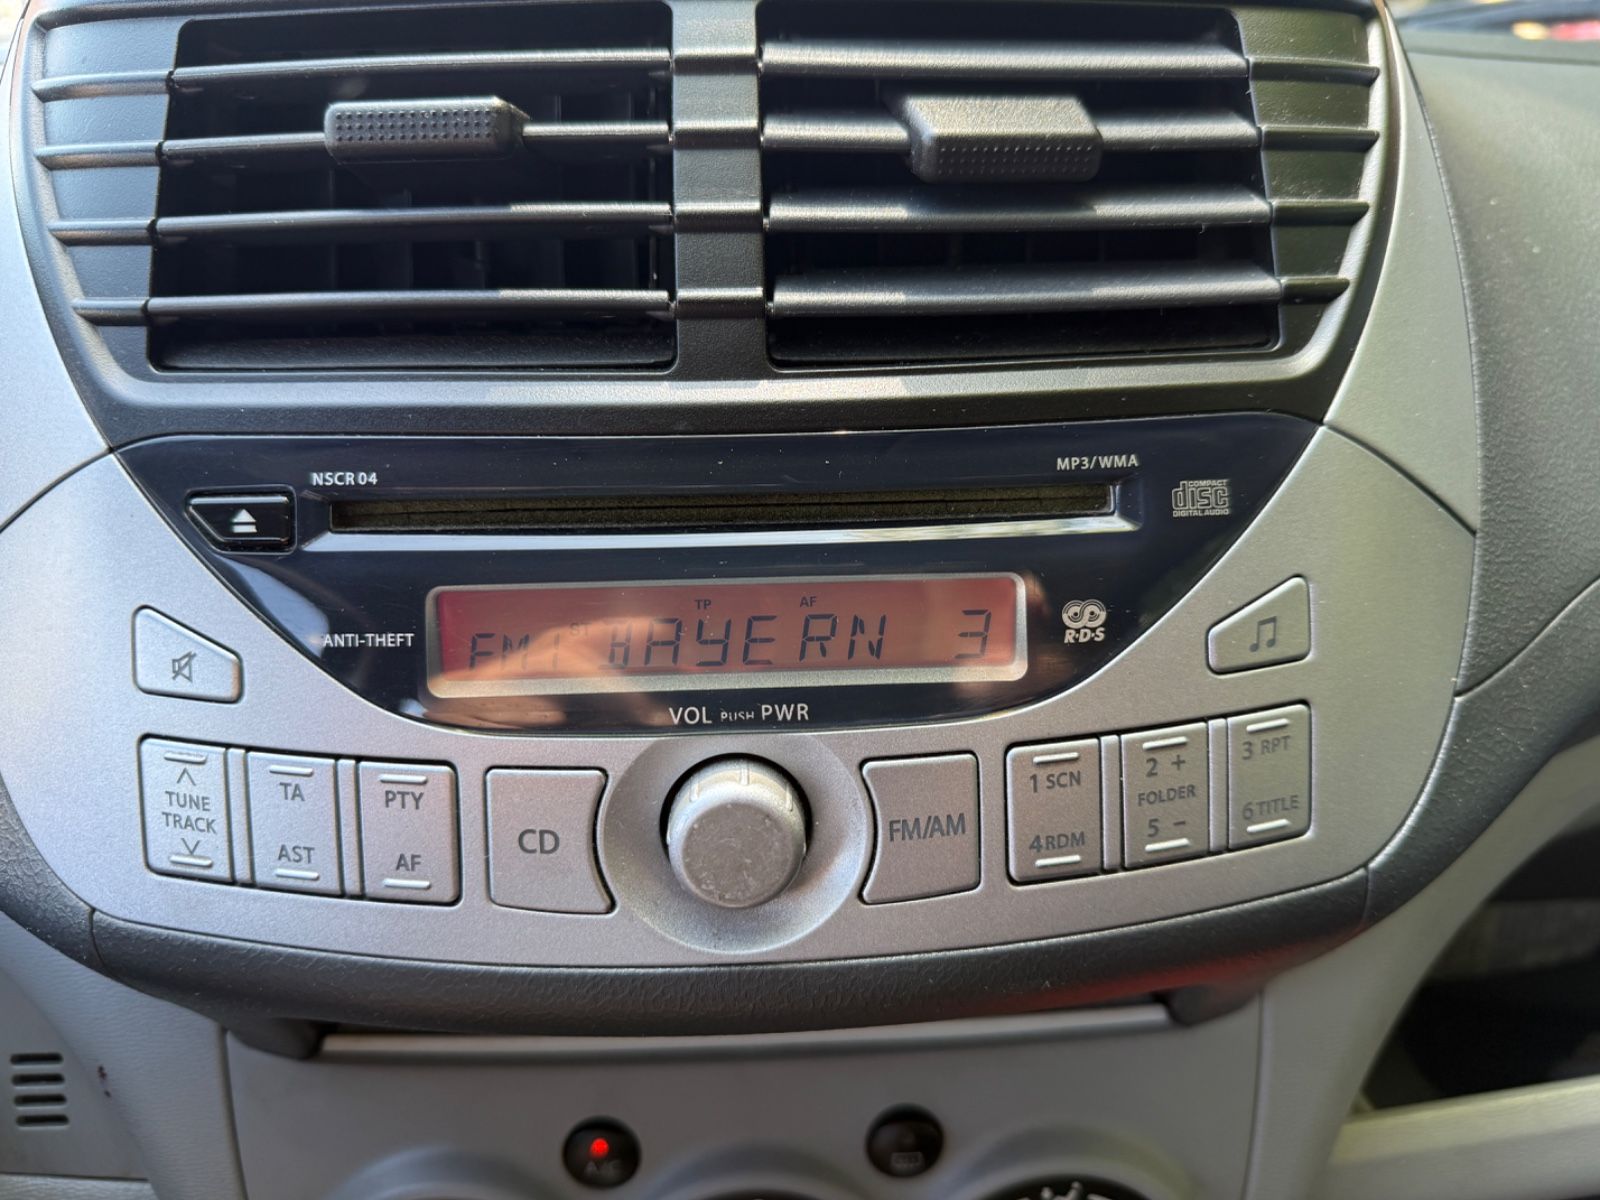 NSCR 04
MP3/WMA
COMPACT
disc
DIGITAL AUDIO
ANTI-THEFT
TP AF
ST
FM1 BAYERN 3
R·D·S
VOL PUSH PWR
TUNE
TRACK
TA
AST
PTY
AF
CD
FM/AM
1 SCN
4 RDM
2 +
FOLDER
5 −
3 RPT
6 TITLE
A/C